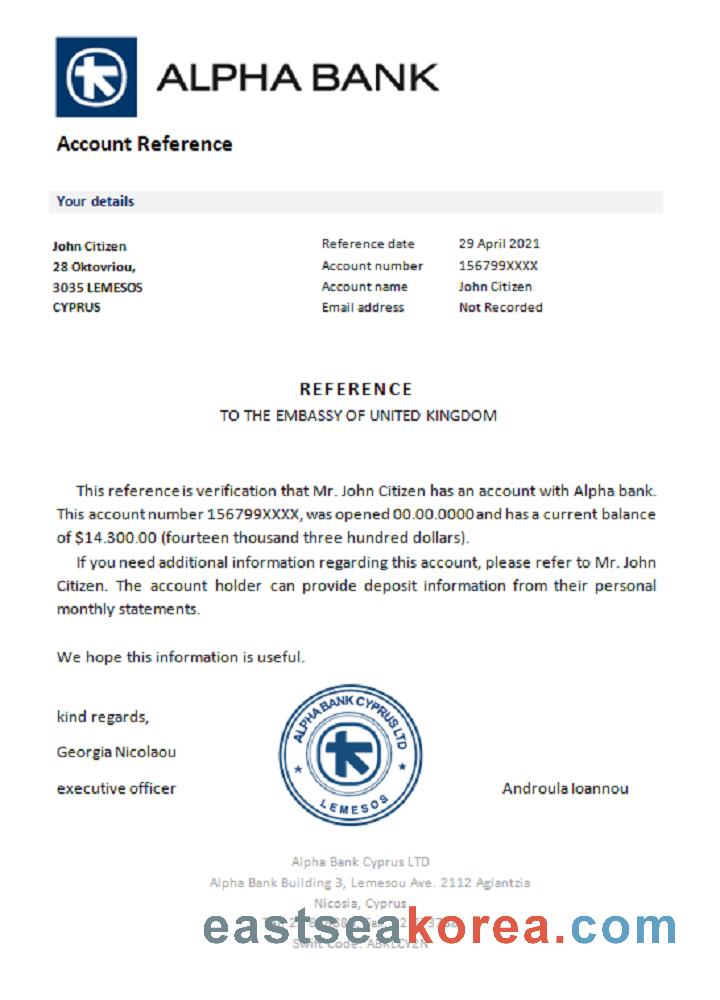 ALPHA BANK
Account Reference
Your details
John Citizen
28 Oktovriou,
3035 LEMESOS
CYPRUS
Reference date 29 April 2021
Account number 156799XXXX
Account name John Citizen
Email address Not Recorded
REFERENCE
TO THE EMBASSY OF UNITED KINGDOM
This reference is verification that Mr. John Citizen has an account with Alpha bank.
This account number 156799XXXX, was opened 00.00.0000 and has a current balance
of $14.300.00 (fourteen thousand three hundred dollars).
If you need additional information regarding this account, please refer to Mr. John
Citizen. The account holder can provide deposit information from their personal
monthly statements.
We hope this information is useful.
kind regards,
Georgia Nicolaou
executive officer
ALPHA BANK CYPRUS LTD
LEMESOS
Androula Ioannou
Alpha Bank Cyprus LTD
Alpha Bank Building 3, Lemesou Ave. 2112 Aglantzia
Nicosia, Cyprus
eastseakorea.com
Swift Code: